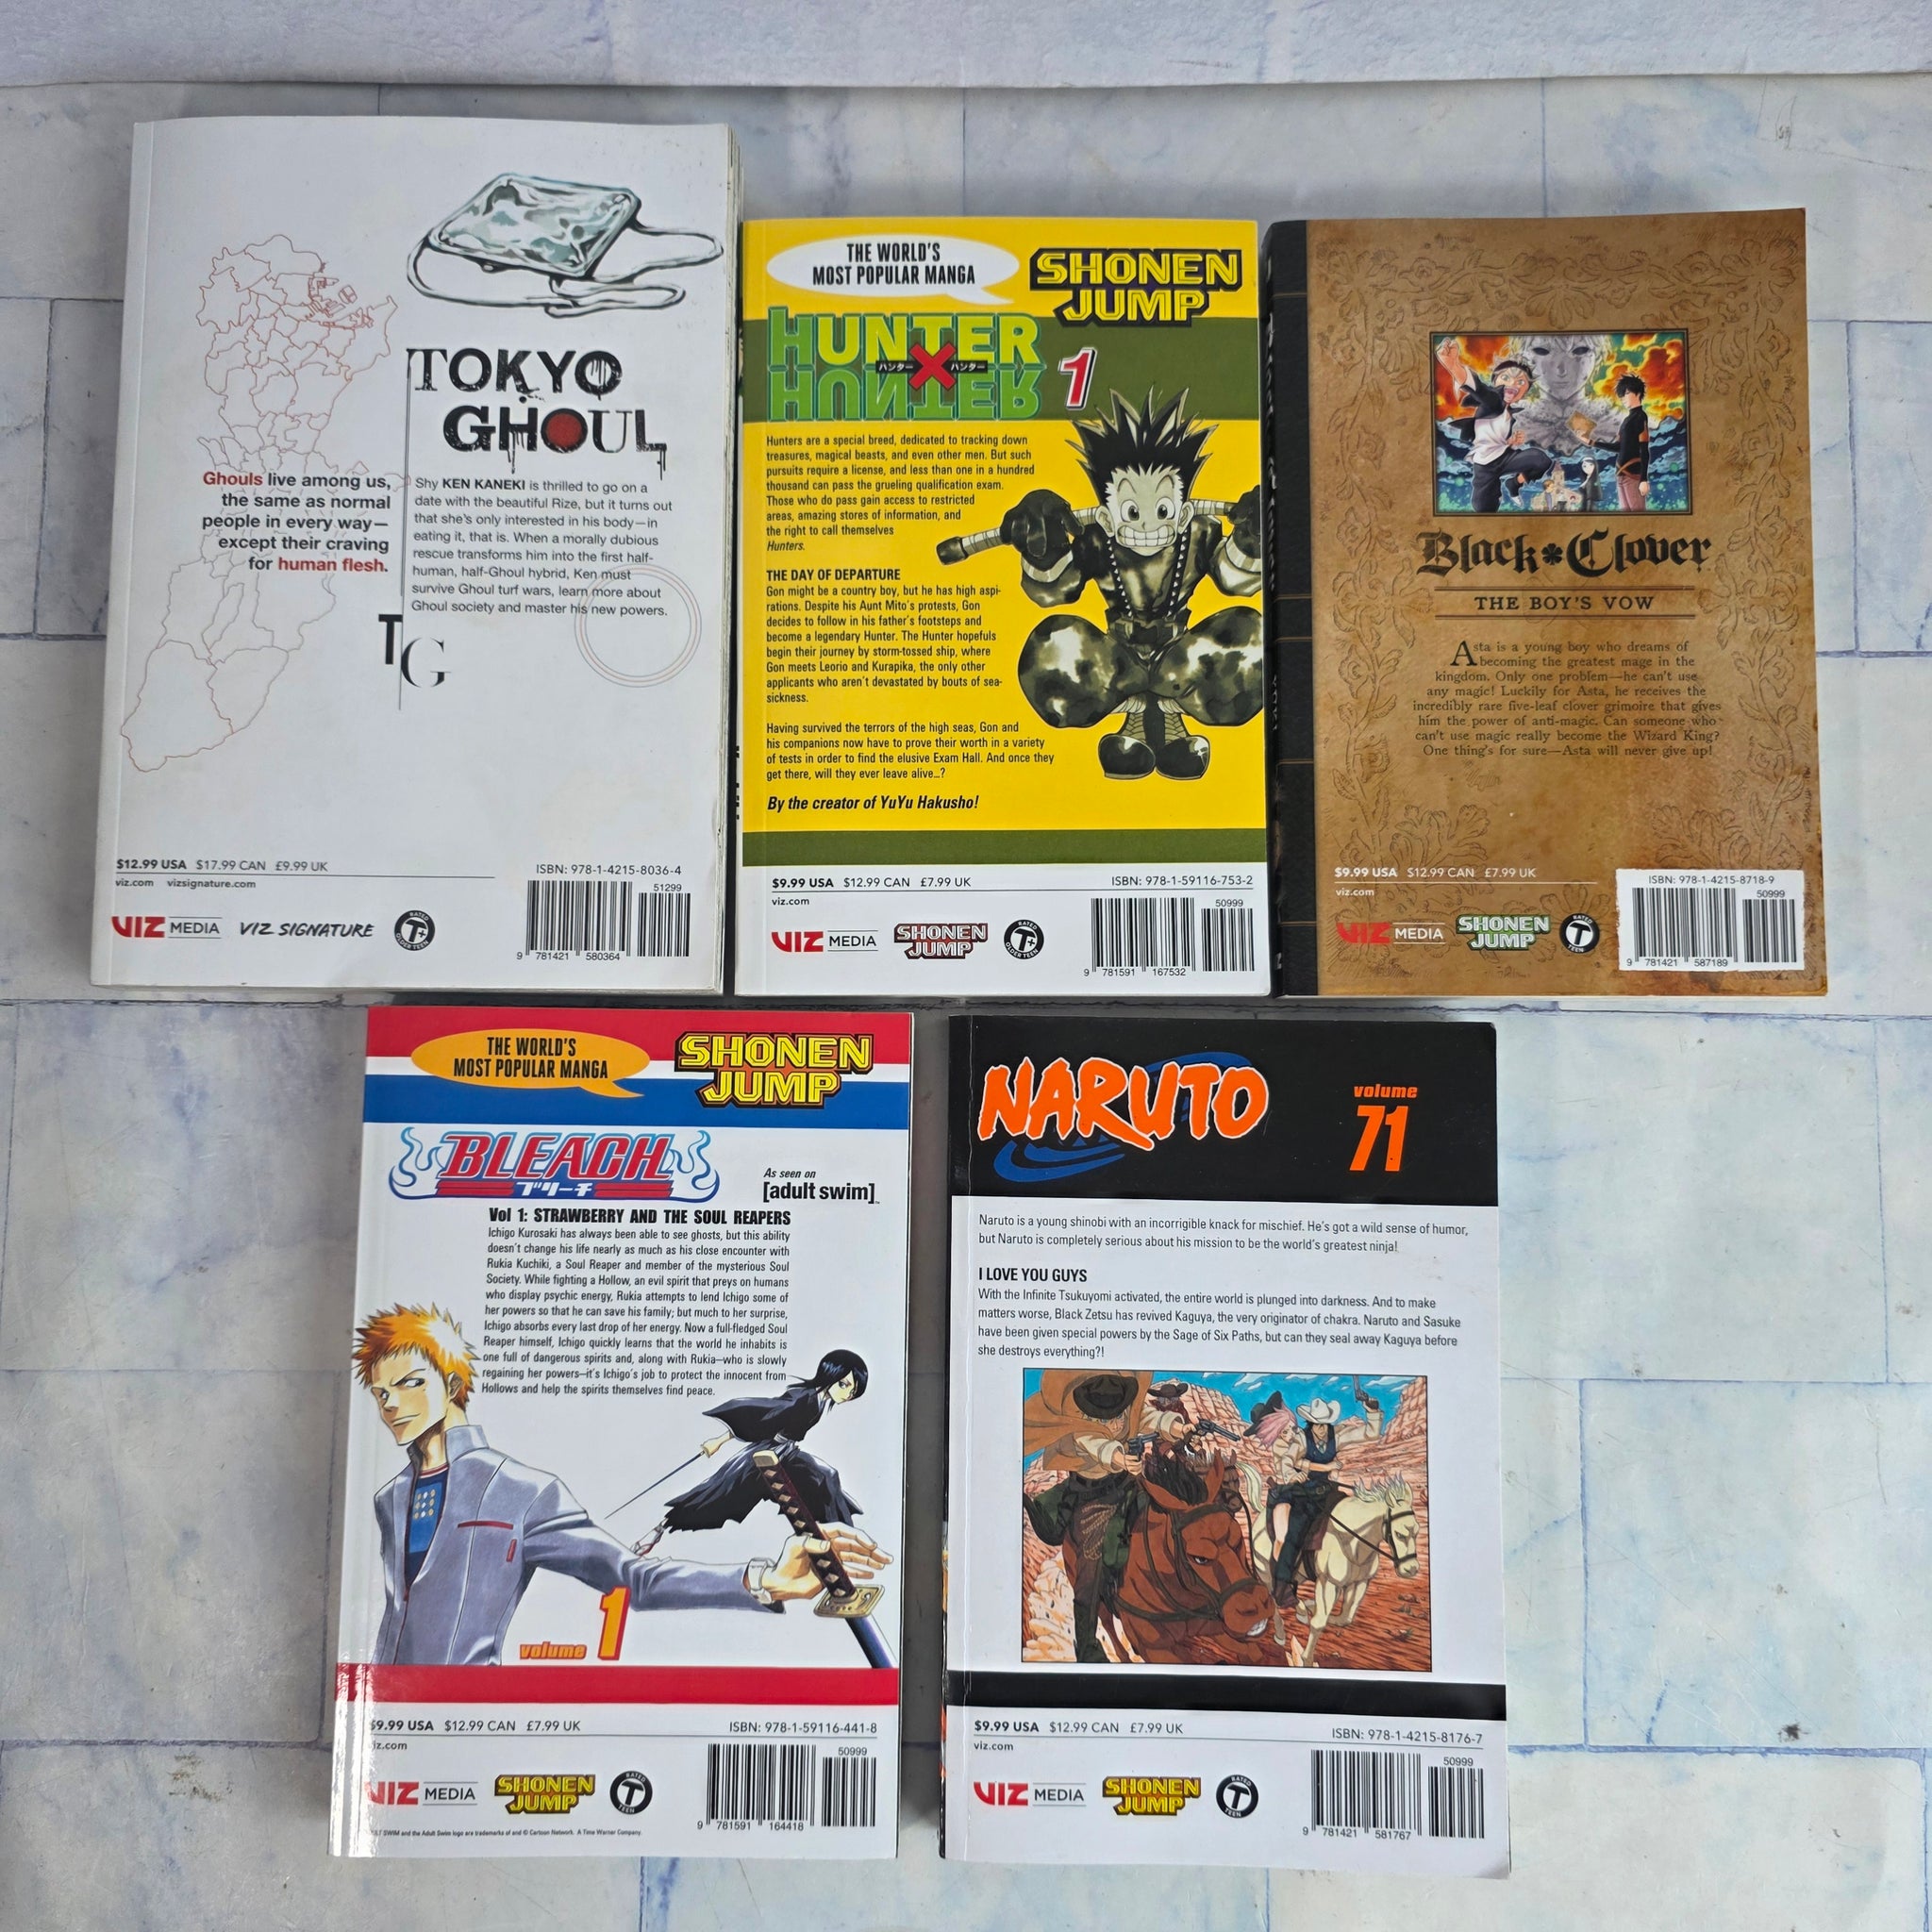 TOKYO
GHOUL
Ghouls live among us,
the same as normal
people in every way—
except their craving
for human flesh.
Shy KEN KANEKI is thrilled to go on a
date with the beautiful Rize, but it turns out
that she's only interested in his body—in
eating it, that is. When a morally dubious
rescue transforms him into the first half-
human, half-Ghoul hybrid, Ken must
survive Ghoul turf wars, learn more about
Ghoul society and master his new powers.
TG
$12.99 USA $17.99 CAN £9.99 UK
viz.com vizsignature.com
ISBN: 978-1-4215-8036-4
51299
VIZ MEDIA VIZ SIGNATURE
RATED T+ OLDER TEEN
9 781421 580364
THE WORLD'S
MOST POPULAR MANGA
SHONEN
JUMP
HUNTER
ハンター X ハンター
HUNTER
1
Hunters are a special breed, dedicated to tracking down
treasures, magical beasts, and even other men. But such
pursuits require a license, and less than one in a hundred
thousand can pass the grueling qualification exam.
Those who do pass gain access to restricted
areas, amazing stores of information, and
the right to call themselves
Hunters.
THE DAY OF DEPARTURE
Gon might be a country boy, but he has high aspi-
rations. Despite his Aunt Mito's protests, Gon
decides to follow in his father's footsteps and
become a legendary Hunter. The Hunter hopefuls
begin their journey by storm-tossed ship, where
Gon meets Leorio and Kurapika, the only other
applicants who aren't devastated by bouts of sea-
sickness.
Having survived the terrors of the high seas, Gon and
his companions now have to prove their worth in a variety
of tests in order to find the elusive Exam Hall. And once they
get there, will they ever leave alive...?
By the creator of YuYu Hakusho!
$9.99 USA $12.99 CAN £7.99 UK
viz.com
ISBN: 978-1-59116-753-2
50999
VIZ MEDIA
SHONEN
JUMP
RATED T+ OLDER TEEN
9 781591 167532
Black Clover
THE BOY'S VOW
Asta is a young boy who dreams of
becoming the greatest mage in the
kingdom. Only one problem—he can't use
any magic! Luckily for Asta, he receives the
incredibly rare five-leaf clover grimoire that gives
him the power of anti-magic. Can someone who
can't use magic really become the Wizard King?
One thing's for sure—Asta will never give up!
$9.99 USA $12.99 CAN £7.99 UK
viz.com
ISBN: 978-1-4215-8718-9
50999
VIZ MEDIA
SHONEN
JUMP
RATED T TEEN
9 781421 587189
THE WORLD'S
MOST POPULAR MANGA
SHONEN
JUMP
BLEACH
ブリーチ
As seen on
[adult swim]
Vol 1: STRAWBERRY AND THE SOUL REAPERS
Ichigo Kurosaki has always been able to see ghosts, but this ability
doesn't change his life nearly as much as his close encounter with
Rukia Kuchiki, a Soul Reaper and member of the mysterious Soul
Society. While fighting a Hollow, an evil spirit that preys on humans
who display psychic energy, Rukia attempts to lend Ichigo some of
her powers so that he can save his family; but much to her surprise,
Ichigo absorbs every last drop of her energy. Now a full-fledged Soul
Reaper himself, Ichigo quickly learns that the world he inhabits is
one full of dangerous spirits and, along with Rukia—who is slowly
regaining her powers—it's Ichigo's job to protect the innocent from
Hollows and help the spirits themselves find peace.
volume 1
$9.99 USA $12.99 CAN £7.99 UK
viz.com
ISBN: 978-1-59116-441-8
50999
VIZ MEDIA
SHONEN
JUMP
RATED T TEEN
9 781591 164418
SWIM and the Adult Swim logo are trademarks of and © Cartoon Network. A Time Warner Company.
NARUTO
volume
71
Naruto is a young shinobi with an incorrigible knack for mischief. He's got a wild sense of humor,
but Naruto is completely serious about his mission to be the world's greatest ninja!
I LOVE YOU GUYS
With the Infinite Tsukuyomi activated, the entire world is plunged into darkness. And to make
matters worse, Black Zetsu has revived Kaguya, the very originator of chakra. Naruto and Sasuke
have been given special powers by the Sage of Six Paths, but can they seal away Kaguya before
she destroys everything?!
$9.99 USA $12.99 CAN £7.99 UK
viz.com
ISBN: 978-1-4215-8176-7
50999
VIZ MEDIA
SHONEN
JUMP
RATED T TEEN
9 781421 581767